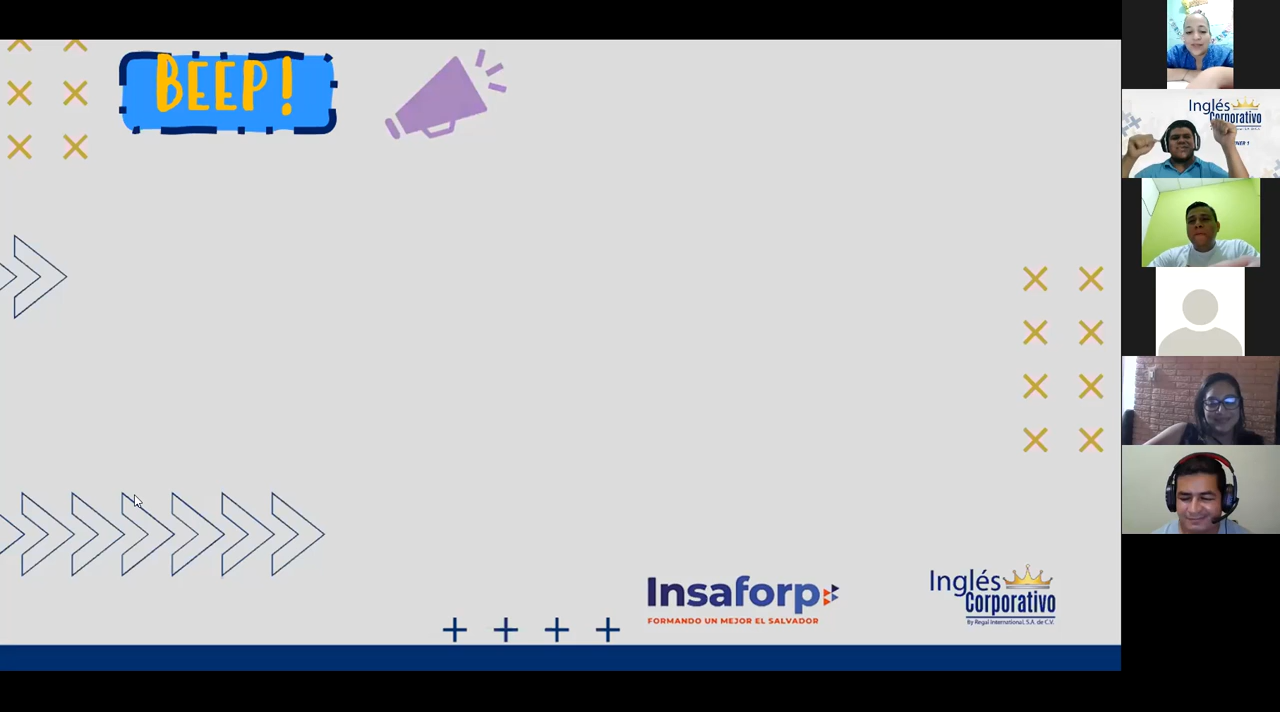 BEEP!
Inglés
Corporativo
Insaforp
FORMANDO UN MEJOR EL SALVADOR
Inglés
Corporativo
By Regal International, S.A. de C.V.